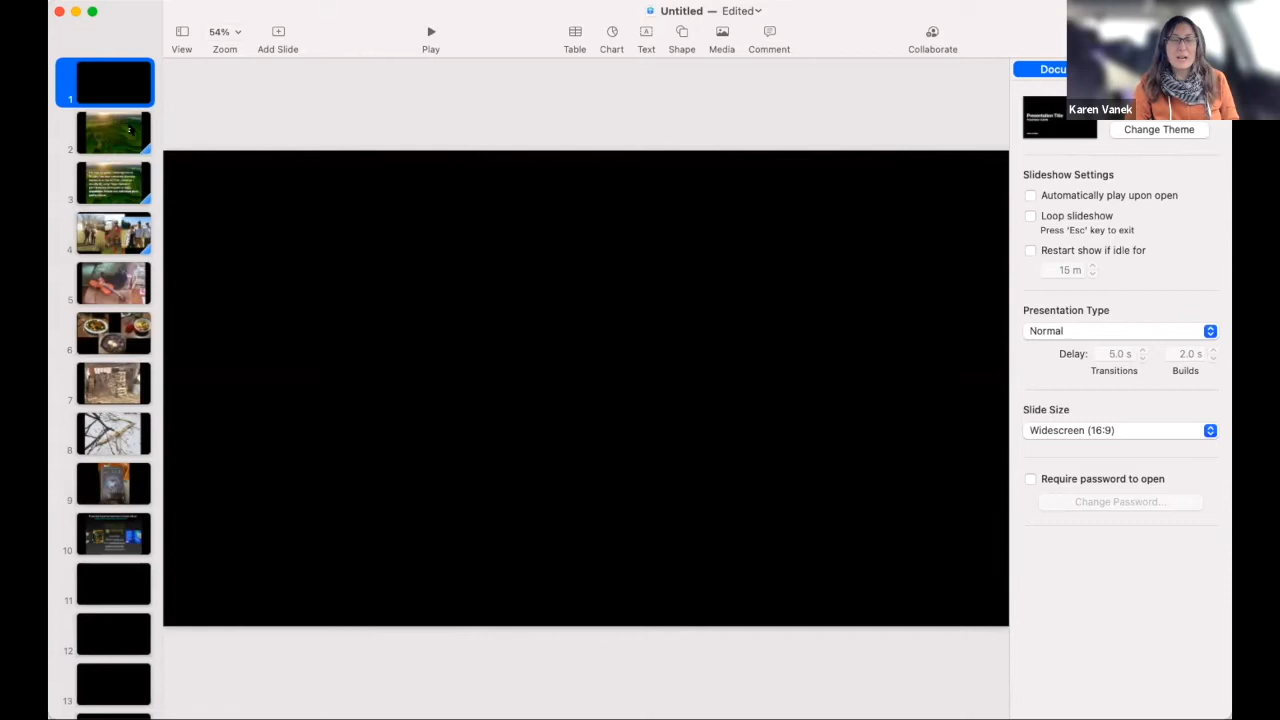 Untitled — Edited
54%
View
Zoom
Add Slide
Play
Table
Chart
Text
Shape
Media
Comment
Collaborate
Karen Vanek
Docu
Presentation Title
Change Theme
Slideshow Settings
Automatically play upon open
Loop slideshow
Press 'Esc' key to exit
Restart show if idle for
15 m
Presentation Type
Normal
Delay: 5.0 s 2.0 s
Transitions Builds
Slide Size
Widescreen (16:9)
Require password to open
Change Password...
1
2
3
4
5
6
7
8
9
10
11
12
13